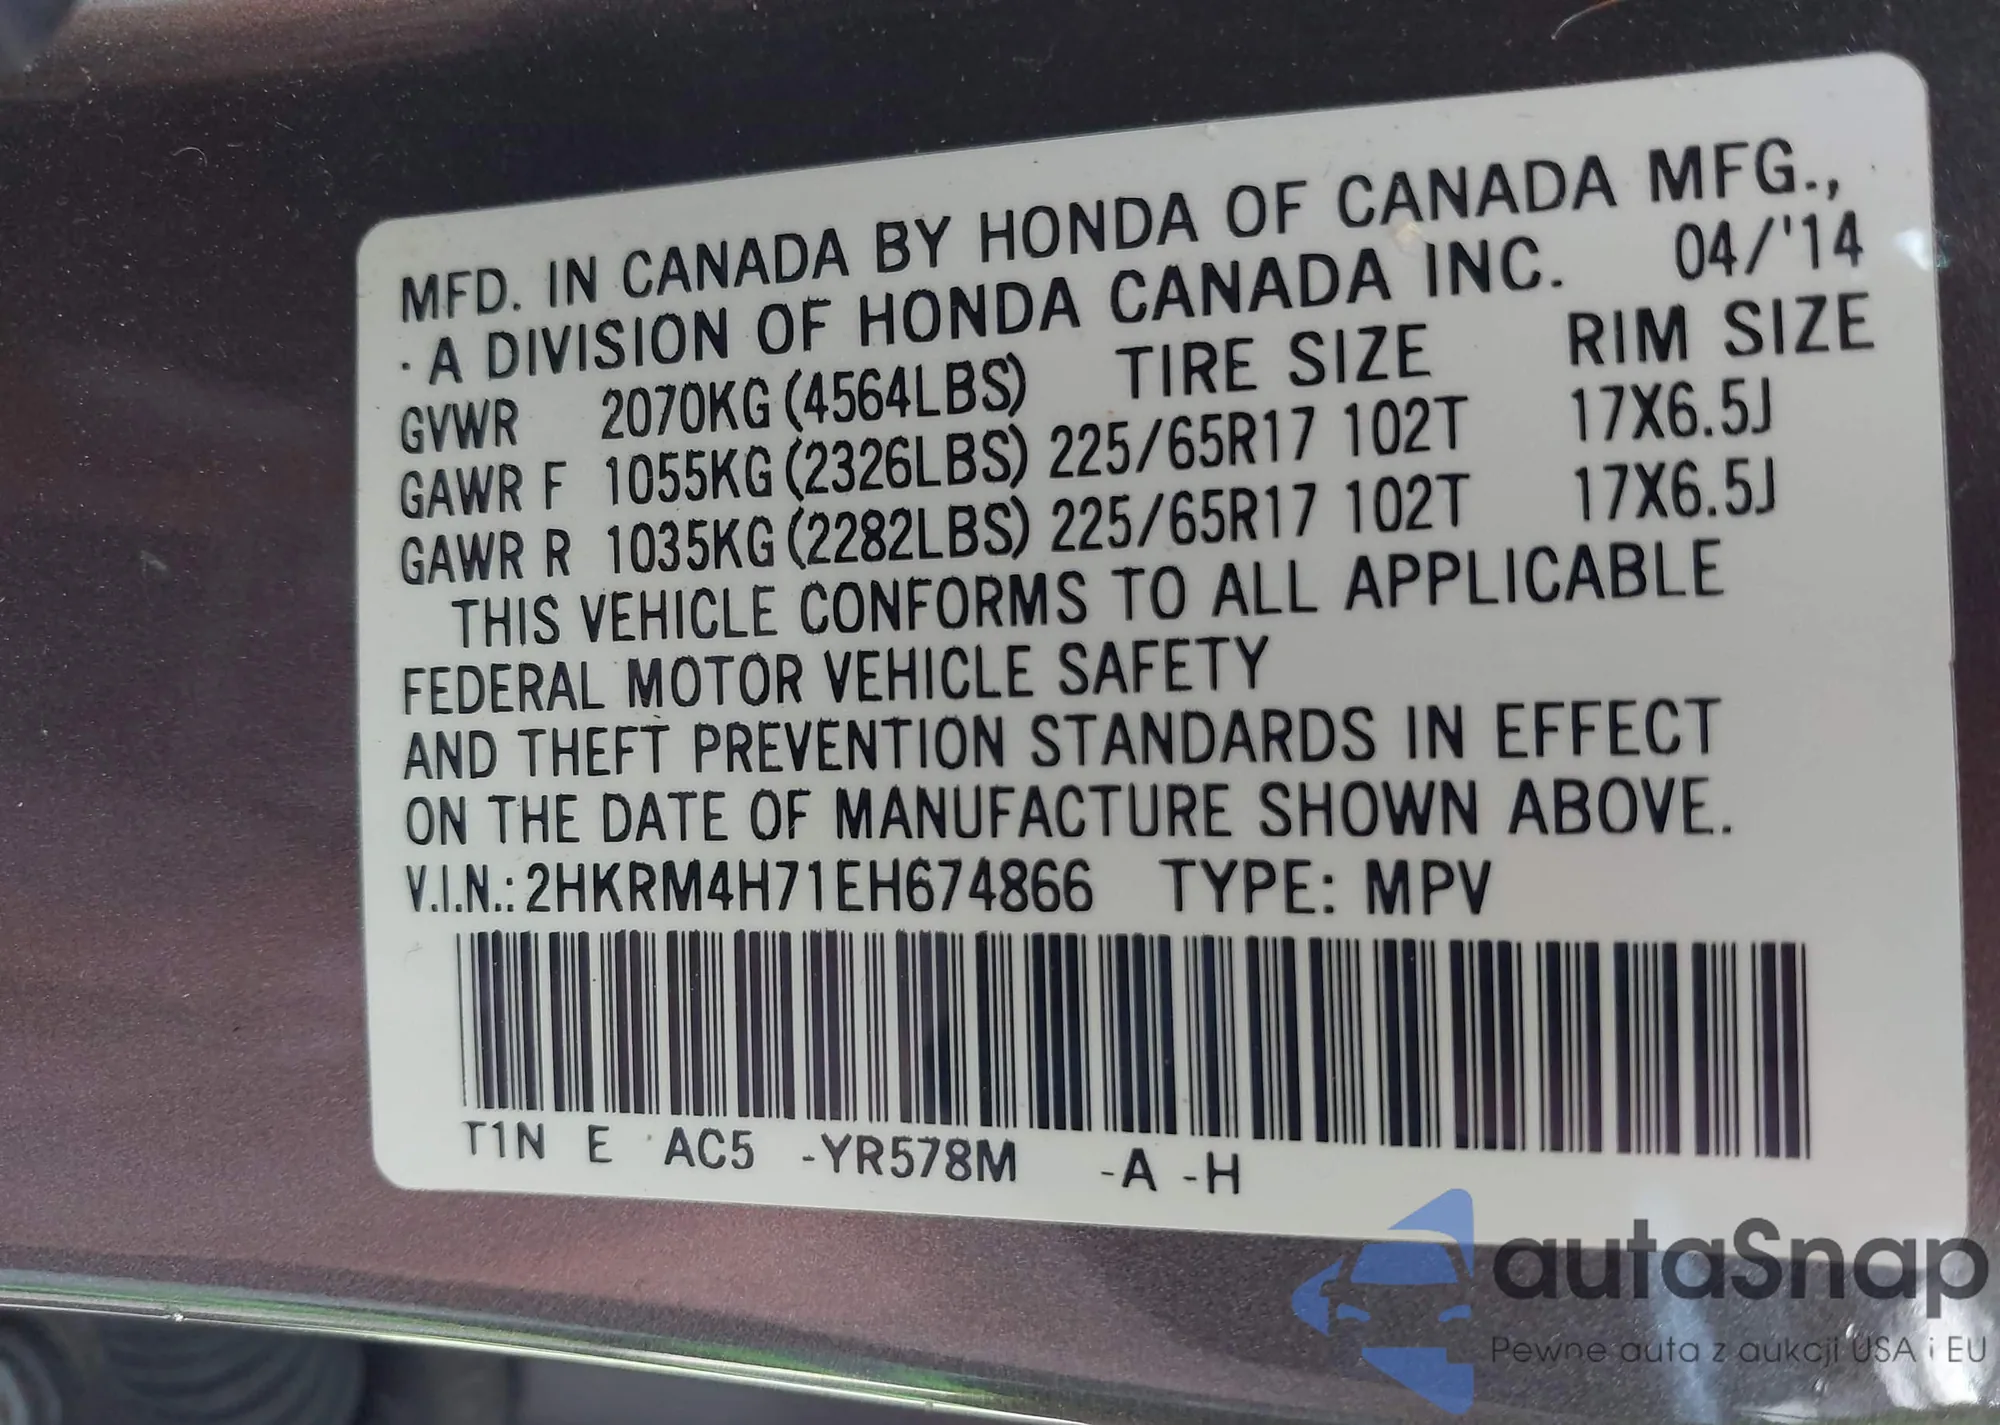 MFD. IN CANADA BY HONDA OF CANADA MFG.,
· A DIVISION OF HONDA CANADA INC. 04/'14
GVWR 2070KG (4564LBS) TIRE SIZE RIM SIZE
GAWR F 1055KG (2326LBS) 225/65R17 102T 17X6.5J
GAWR R 1035KG (2282LBS) 225/65R17 102T 17X6.5J
THIS VEHICLE CONFORMS TO ALL APPLICABLE
FEDERAL MOTOR VEHICLE SAFETY
AND THEFT PREVENTION STANDARDS IN EFFECT
ON THE DATE OF MANUFACTURE SHOWN ABOVE.
V.I.N.: 2HKRM4H71EH674866 TYPE: MPV
T1N E AC5 -YR578M -A -H
autaSnap
Pewne auta z aukcji USA i EU